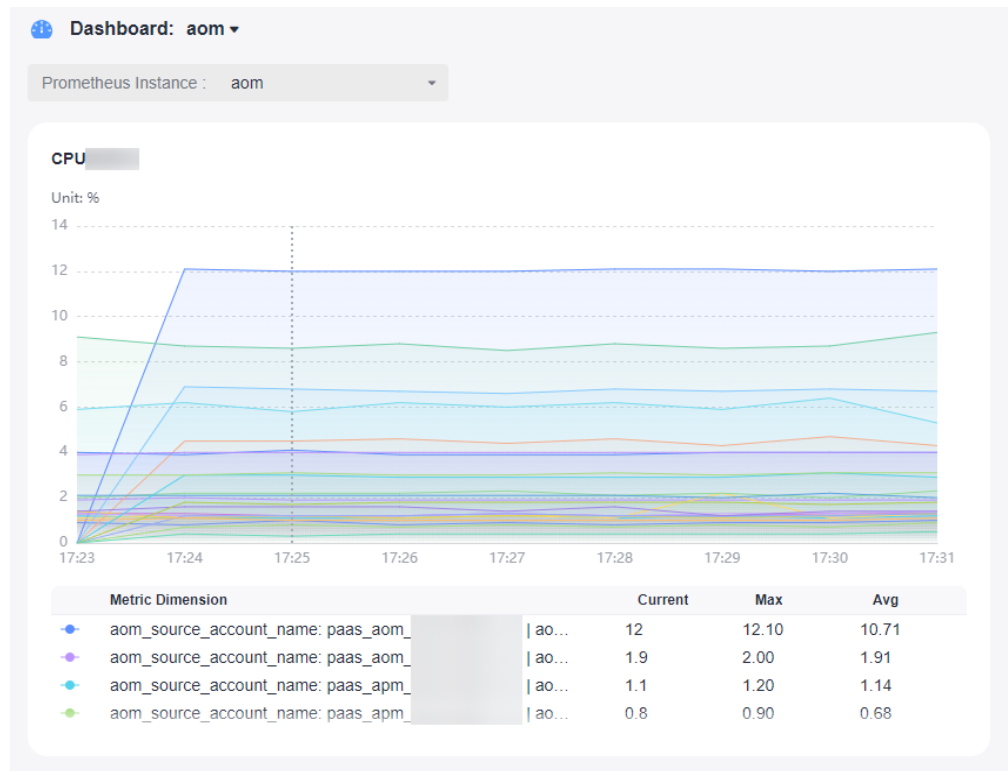 Dashboard: aom
Prometheus Instance : aom
CPU
Unit: %
14
12
10
8
6
4
2
0
17:23 17:24 17:25 17:26 17:27 17:28 17:29 17:30 17:31
Metric Dimension Current Max Avg
aom_source_account_name: paas_aom_ | ao... 12 12.10 10.71
aom_source_account_name: paas_aom_ | ao... 1.9 2.00 1.91
aom_source_account_name: paas_apm_ | ao... 1.1 1.20 1.14
aom_source_account_name: paas_apm_ | ao... 0.8 0.90 0.68